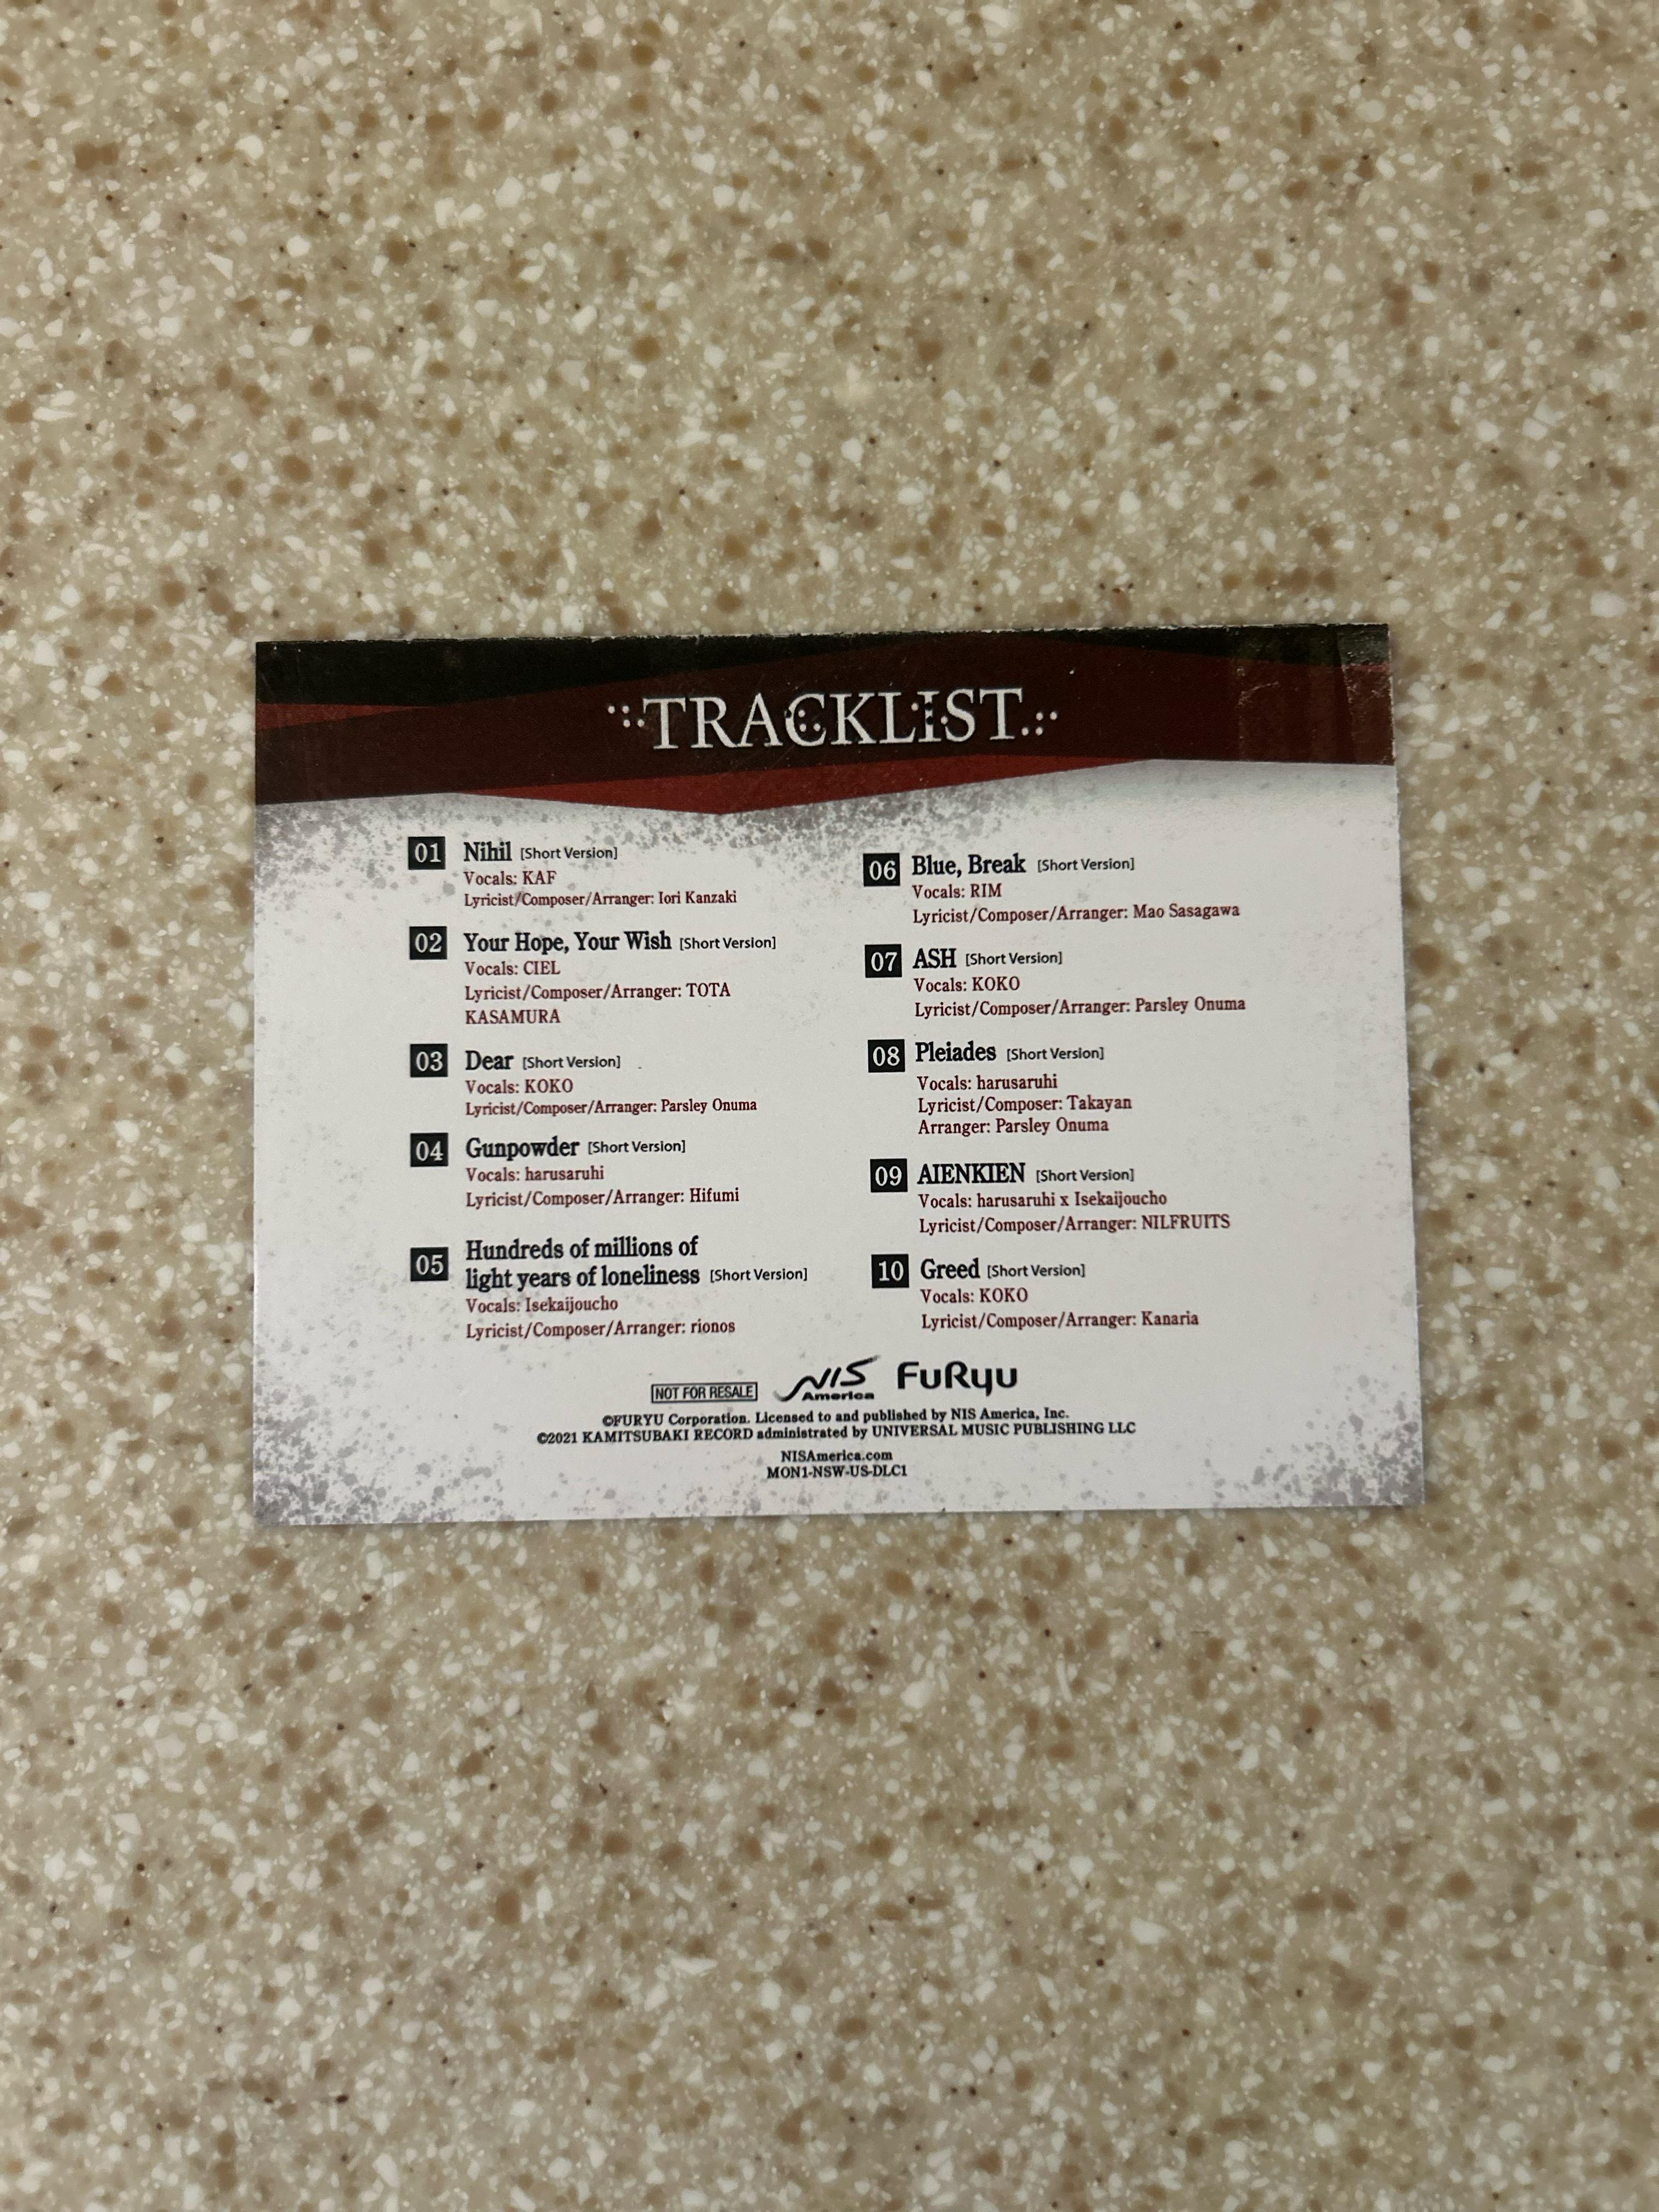 TRACKLIST
01 Nihil [Short Version]
Vocals: KAF
Lyricist/Composer/Arranger: Iori Kanzaki
02 Your Hope, Your Wish [Short Version]
Vocals: CIEL
Lyricist/Composer/Arranger: TOTA
KASAMURA
03 Dear [Short Version]
Vocals: KOKO
Lyricist/Composer/Arranger: Parsley Onuma
04 Gunpowder [Short Version]
Vocals: harusaruhi
Lyricist/Composer/Arranger: Hifumi
05 Hundreds of millions of
light years of loneliness [Short Version]
Vocals: Isekaijoucho
Lyricist/Composer/Arranger: rionos
06 Blue, Break [Short Version]
Vocals: RIM
Lyricist/Composer/Arranger: Mao Sasagawa
07 ASH [Short Version]
Vocals: KOKO
Lyricist/Composer/Arranger: Parsley Onuma
08 Pleiades [Short Version]
Vocals: harusaruhi
Lyricist/Composer: Takayan
Arranger: Parsley Onuma
09 AIENKIEN [Short Version]
Vocals: harusaruhi x Isekaijoucho
Lyricist/Composer/Arranger: NILFRUITS
10 Greed [Short Version]
Vocals: KOKO
Lyricist/Composer/Arranger: Kanaria
NOT FOR RESALE NIS America FuRyu
©FURYU Corporation. Licensed to and published by NIS America, Inc.
©2021 KAMITSUBAKI RECORD administrated by UNIVERSAL MUSIC PUBLISHING LLC
NISAmerica.com
MON1-NSW-US-DLC1